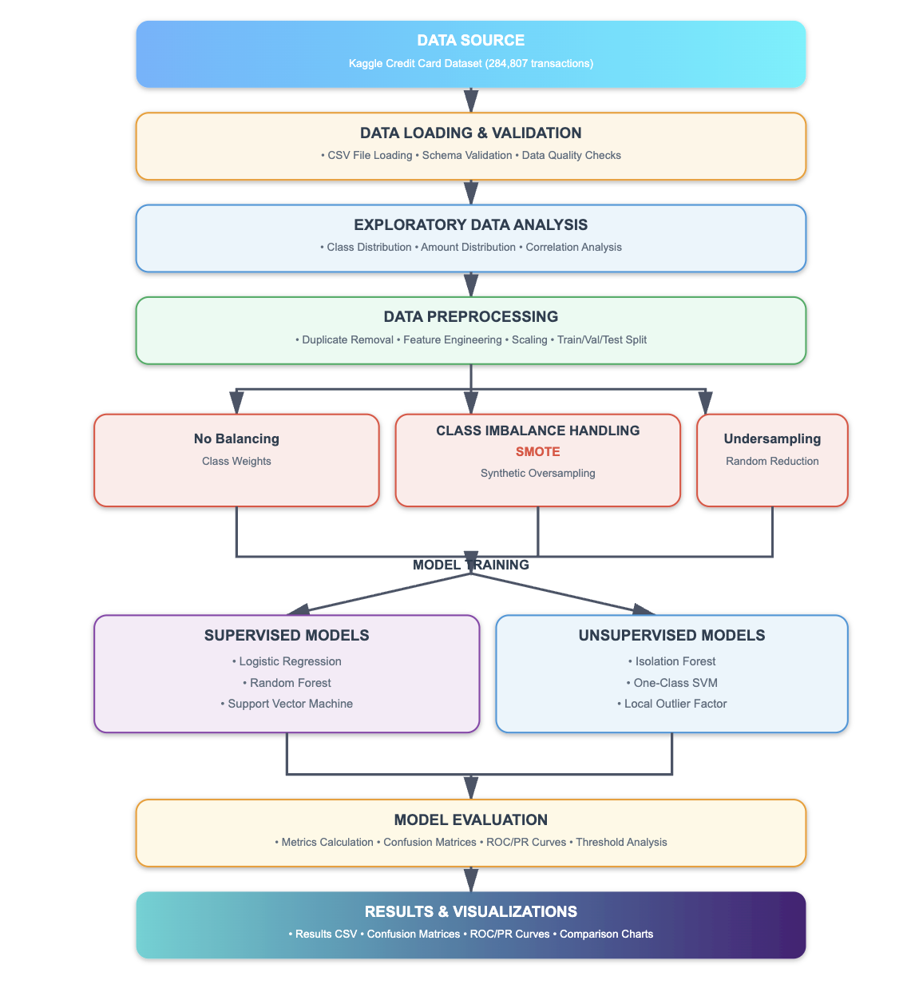 DATA SOURCE
Kaggle Credit Card Dataset (284,807 transactions)
DATA LOADING & VALIDATION
• CSV File Loading • Schema Validation • Data Quality Checks
EXPLORATORY DATA ANALYSIS
• Class Distribution • Amount Distribution • Correlation Analysis
DATA PREPROCESSING
• Duplicate Removal • Feature Engineering • Scaling • Train/Val/Test Split
No Balancing
Class Weights
CLASS IMBALANCE HANDLING
SMOTE
Synthetic Oversampling
Undersampling
Random Reduction
MODEL TRAINING
SUPERVISED MODELS
• Logistic Regression
• Random Forest
• Support Vector Machine
UNSUPERVISED MODELS
• Isolation Forest
• One-Class SVM
• Local Outlier Factor
MODEL EVALUATION
• Metrics Calculation • Confusion Matrices • ROC/PR Curves • Threshold Analysis
RESULTS & VISUALIZATIONS
• Results CSV • Confusion Matrices • ROC/PR Curves • Comparison Charts